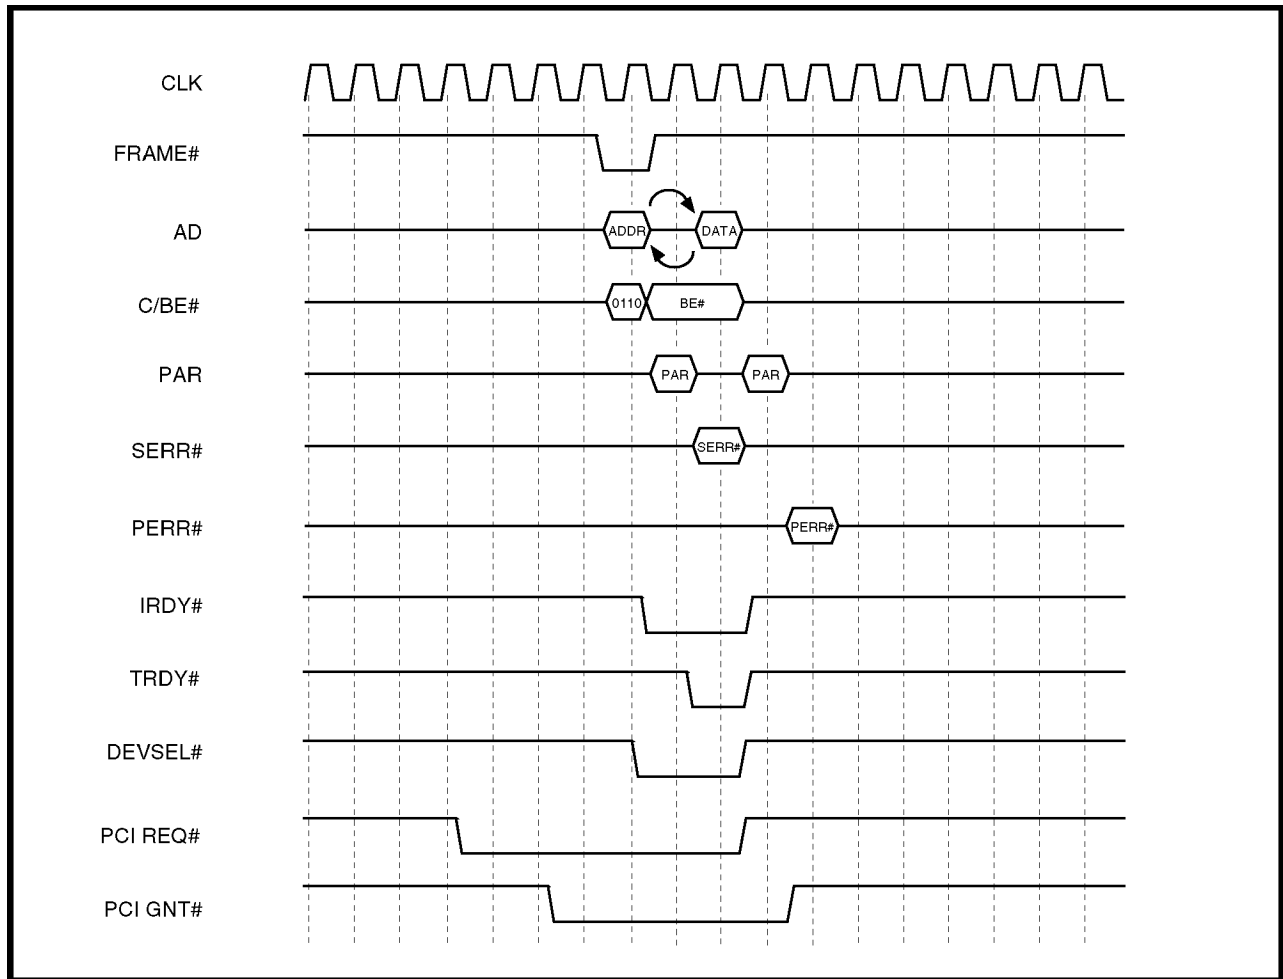 CLK
FRAME#
AD
ADDR
DATA
C/BE#
0110
BE#
PAR
PAR
PAR
SERR#
SERR#
PERR#
PERR#
IRDY#
TRDY#
DEVSEL#
PCI REQ#
PCI GNT#